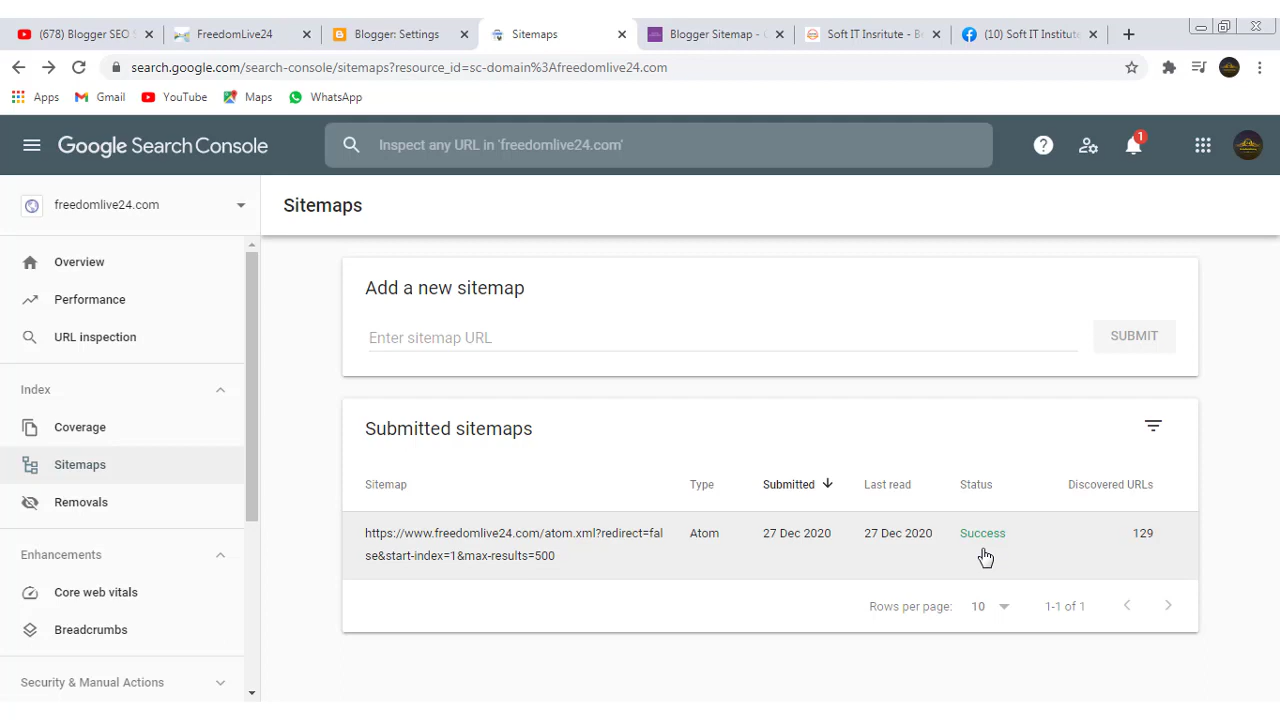 (678) Blogger SEO
FreedomLive24
Blogger: Settings
Sitemaps
Blogger Sitemap -
Soft IT Insritute - B
(10) Soft IT Institut
search.google.com/search-console/sitemaps?resource_id=sc-domain%3Afreedomlive24.com
Apps
Gmail
YouTube
Maps
WhatsApp
Google Search Console
Inspect any URL in 'freedomlive24.com'
1
freedomlive24.com
Sitemaps
Overview
Performance
URL inspection
Index
Coverage
Sitemaps
Removals
Enhancements
Core web vitals
Breadcrumbs
Security & Manual Actions
Add a new sitemap
Enter sitemap URL
SUBMIT
Submitted sitemaps
Sitemap Type Submitted Last read Status Discovered URLs
https://www.freedomlive24.com/atom.xml?redirect=fal Atom 27 Dec 2020 27 Dec 2020 Success 129
se&start-index=1&max-results=500
Rows per page: 10 1-1 of 1